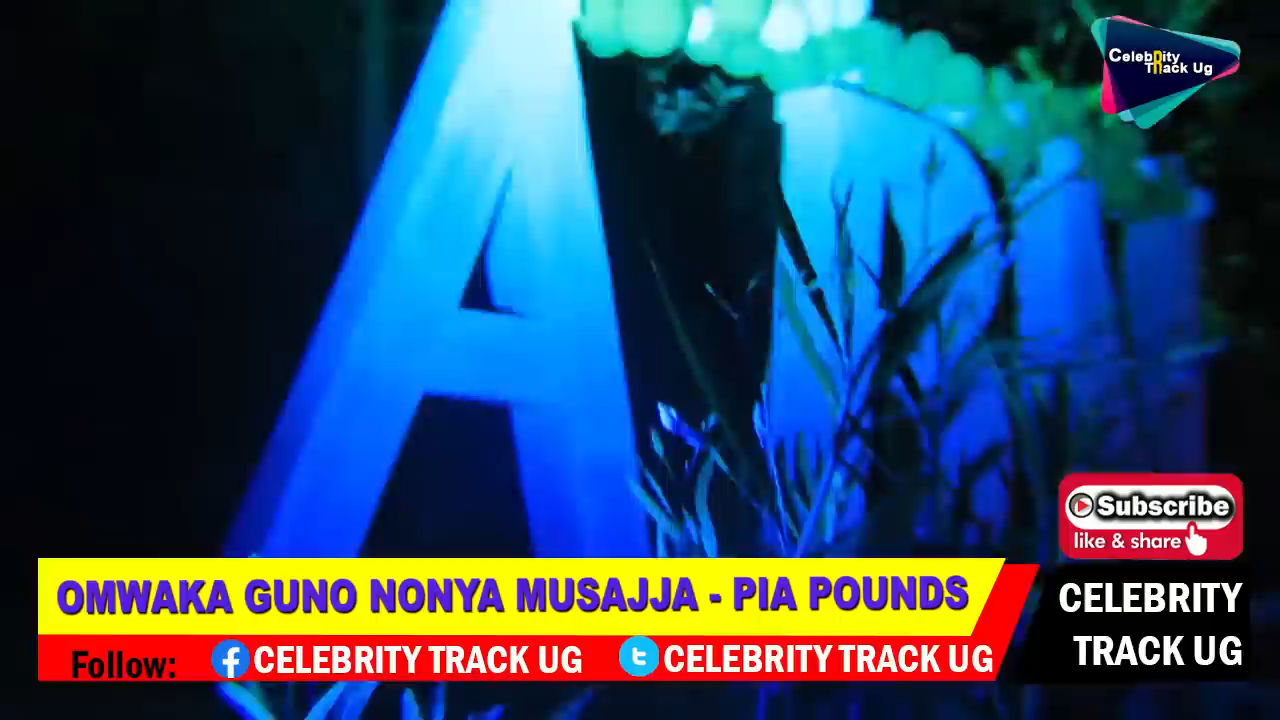 Celebrity
Track Ug
A
Subscribe
like & share
OMWAKA GUNO NONYA MUSAJJA - PIA POUNDS
CELEBRITY
TRACK UG
Follow: CELEBRITY TRACK UG CELEBRITY TRACK UG